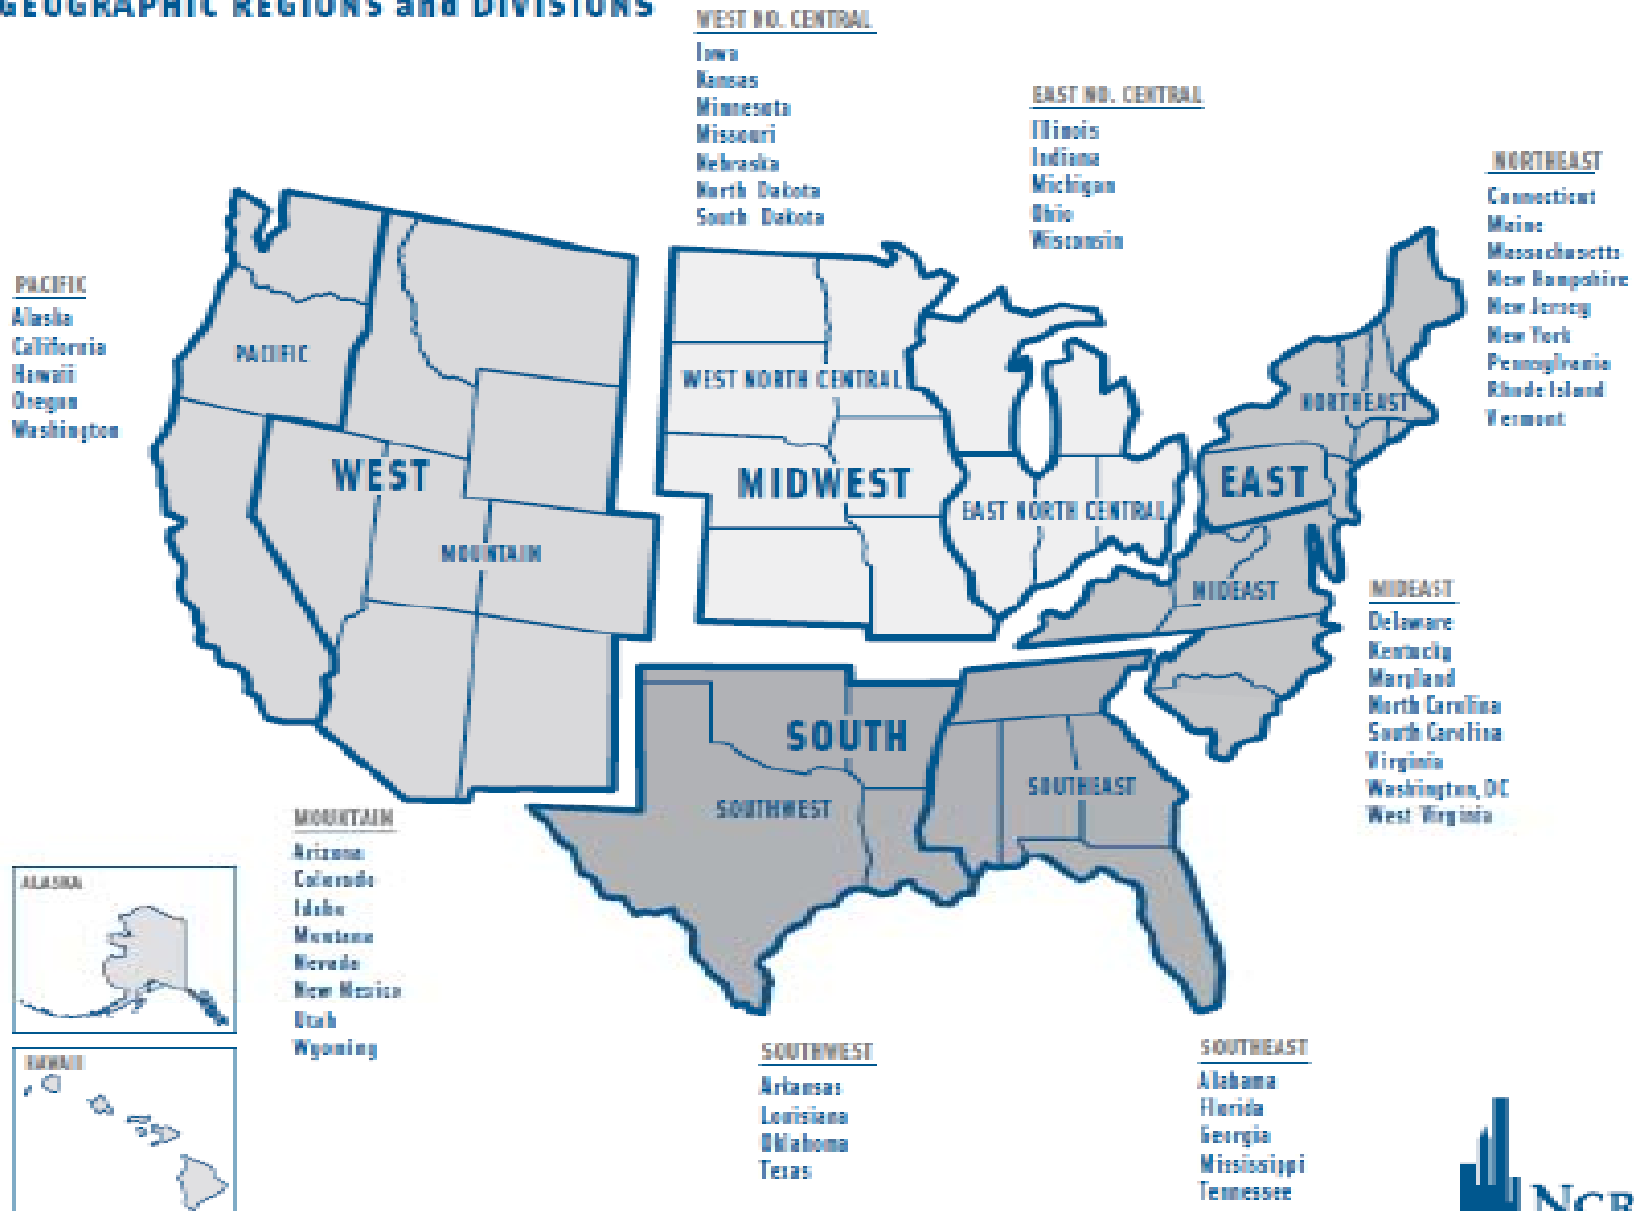 GEOGRAPHIC REGIONS and DIVISIONS
WEST NO. CENTRAL
Iowa
Kansas
Minnesota
Missouri
Nebraska
North Dakota
South Dakota
EAST NO. CENTRAL
Illinois
Indiana
Michigan
Ohio
Wisconsin
NORTHEAST
Connecticut
Maine
Massachusetts
New Hampshire
New Jersey
New York
Pennsylvania
Rhode Island
Vermont
PACIFIC
Alaska
California
Hawaii
Oregon
Washington
PACIFIC
WEST
MOUNTAIN
WEST NORTH CENTRAL
MIDWEST
EAST NORTH CENTRAL
NORTHEAST
EAST
MIDEAST
SOUTH
SOUTHWEST
SOUTHEAST
MIDEAST
Delaware
Kentucky
Maryland
North Carolina
South Carolina
Virginia
Washington, DC
West Virginia
MOUNTAIN
Arizona
Colorado
Idaho
Montana
Nevada
New Mexico
Utah
Wyoming
ALASKA
HAWAII
SOUTHWEST
Arkansas
Louisiana
Oklahoma
Texas
SOUTHEAST
Alabama
Florida
Georgia
Mississippi
Tennessee